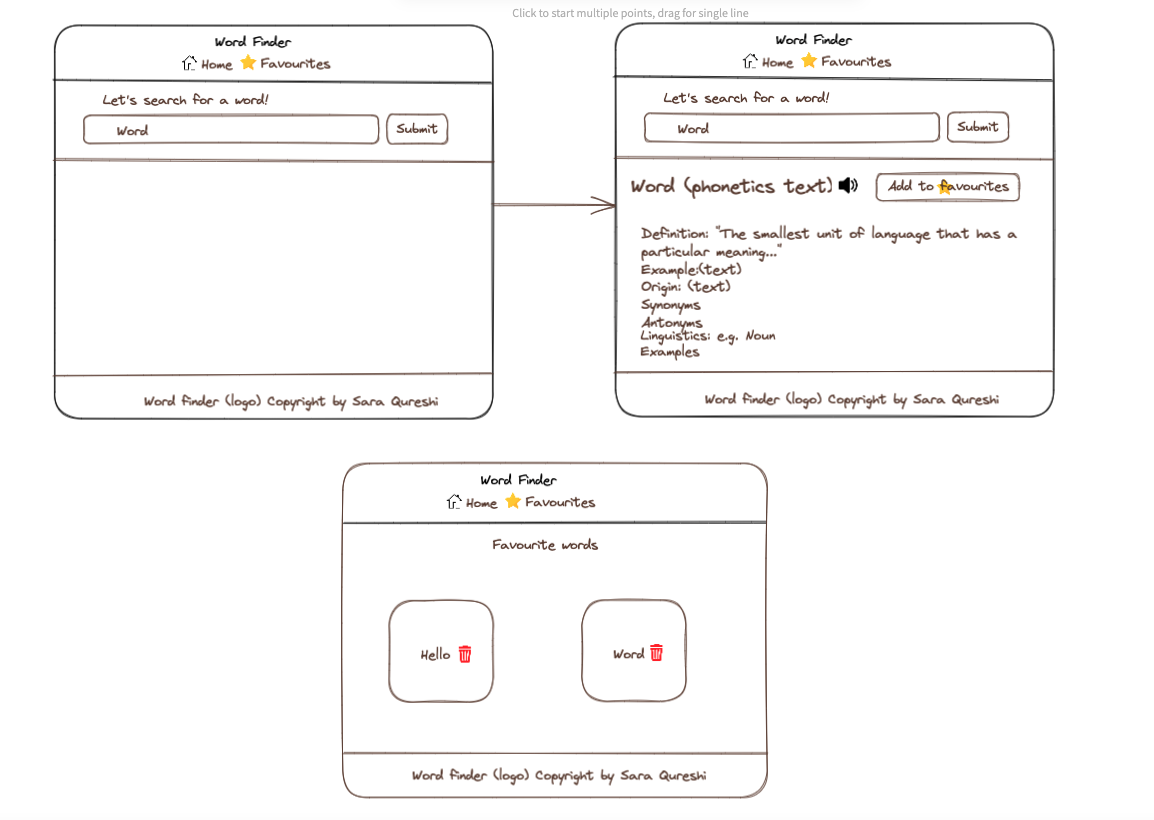 Click to start multiple points, drag for single line
Word Finder
Home Favourites
Let's search for a word!
Word Submit
Word finder (logo) Copyright by Sara Qureshi
Word Finder
Home Favourites
Let's search for a word!
Word Submit
Word (phonetics text) Add to favourites
Definition: "The smallest unit of language that has a
particular meaning..."
Example:(text)
Origin: (text)
Synonyms
Antonyms
Linguistics: e.g. Noun
Examples
Word finder (logo) Copyright by Sara Qureshi
Word Finder
Home Favourites
Favourite words
Hello Word
Word finder (logo) Copyright by Sara Qureshi